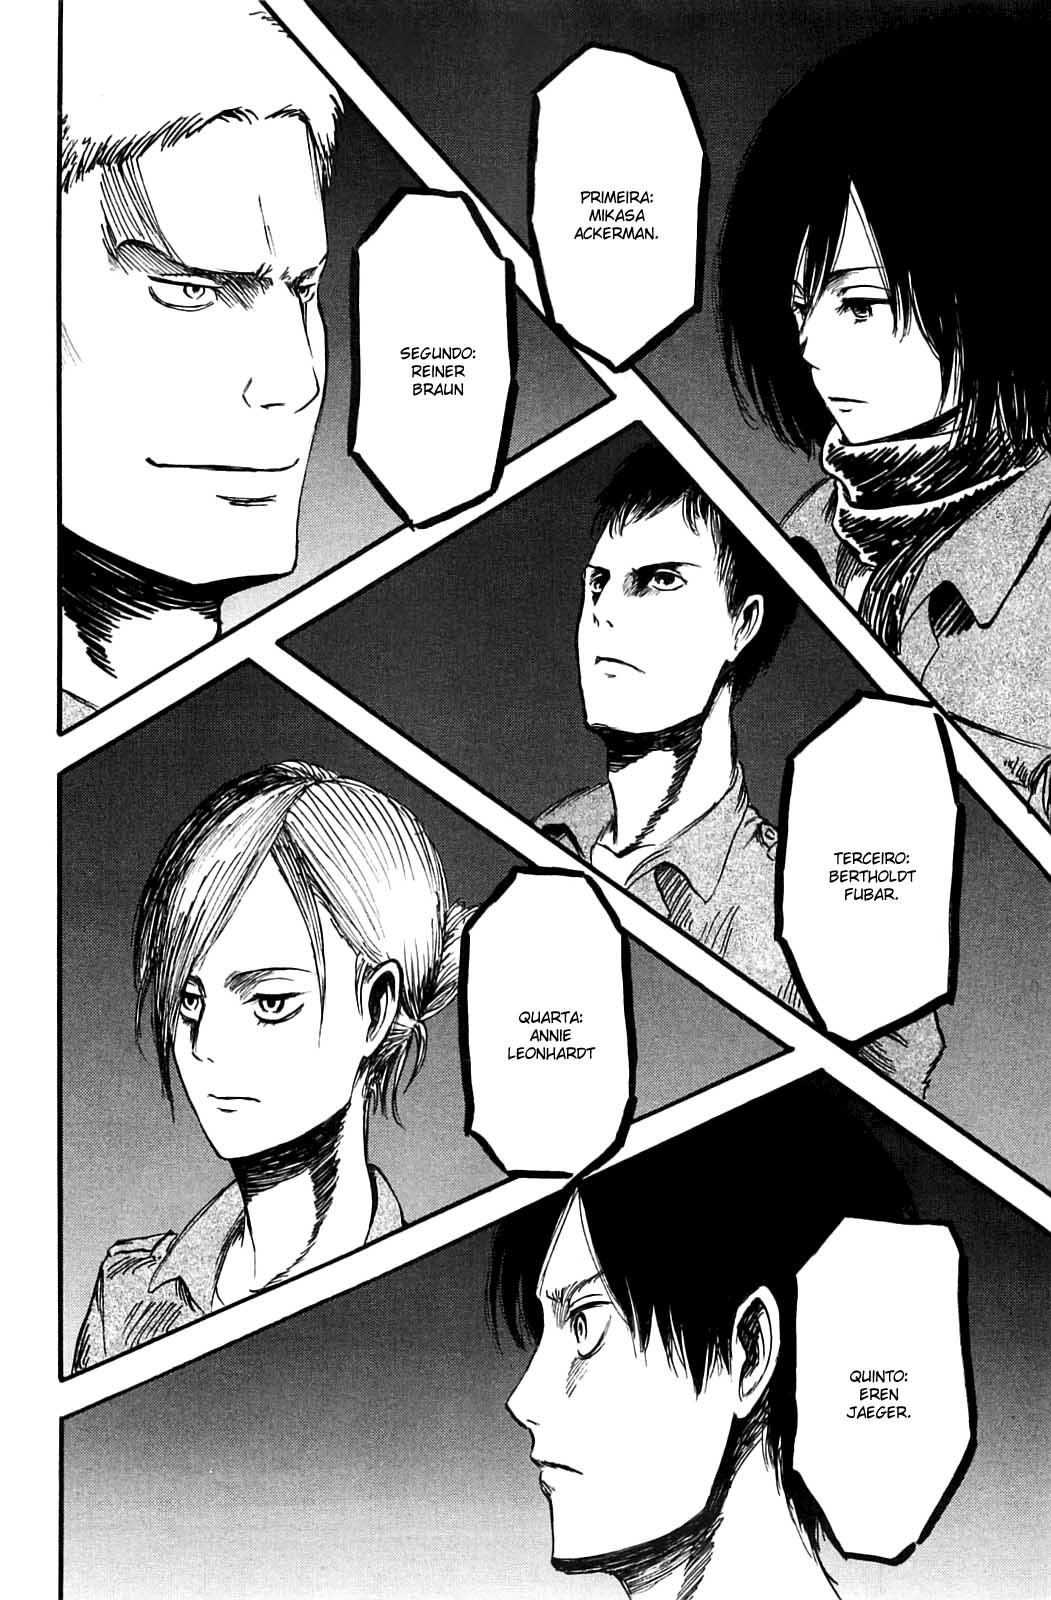 PRIMEIRA:
MIKASA
ACKERMAN.
SEGUNDO:
REINER
BRAUN
TERCEIRO:
BERTHOLDT
FUBAR.
QUARTA:
ANNIE
LEONHARDT
QUINTO:
EREN
JAEGER.